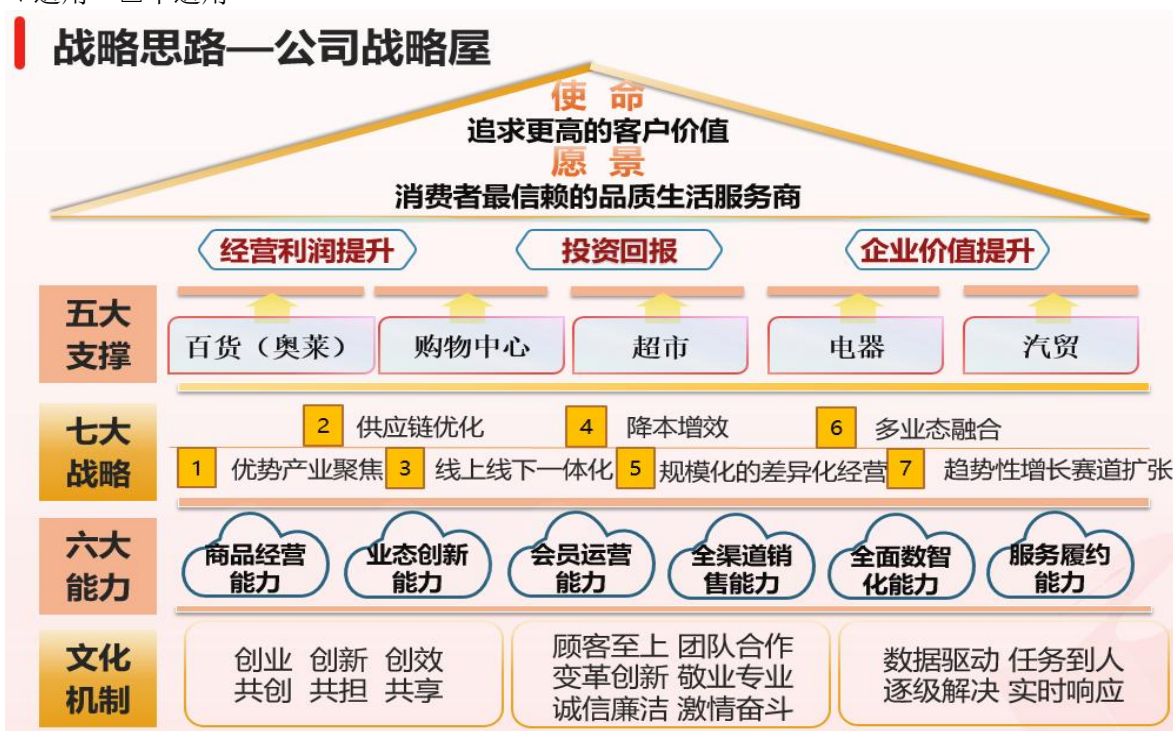 战略思路—公司战略屋
使 命
追求更高的客户价值
愿 景
消费者最信赖的品质生活服务商
经营利润提升 投资回报 企业价值提升
五大
支撑
百货（奥莱） 购物中心 超市 电器 汽贸
七大
战略
2 供应链优化 4 降本增效 6 多业态融合
1 优势产业聚焦 3 线上线下一体化 5 规模化的差异化经营 7 趋势性增长赛道扩张
六大
能力
商品经营
能力
业态创新
能力
会员运营
能力
全渠道销
售能力
全面数智
化能力
服务履约
能力
文化
机制
创业 创新 创效
共创 共担 共享
顾客至上 团队合作
变革创新 敬业专业
诚信廉洁 激情奋斗
数据驱动 任务到人
逐级解决 实时响应